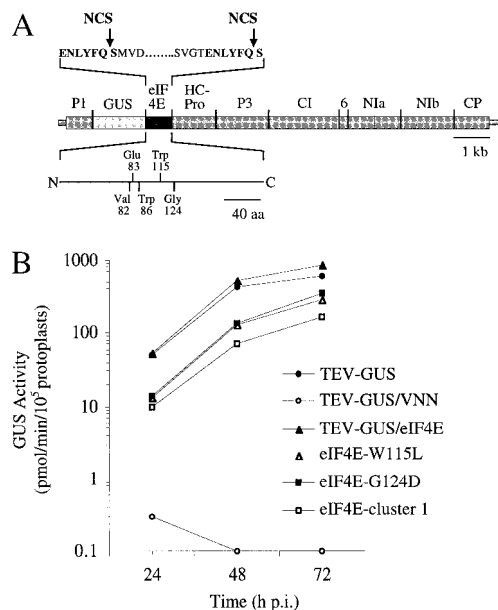 A
NCS NCS
ENLYFQ SMVD........SVGTENLYFQ S
eIF
4E
HC-
Pro
P1 GUS P3 CI 6 NIa NIb CP
1 kb
Glu
83
Trp
115
N C
Val
82
Trp
86
Gly
124
40 aa
B
1000
100
10
1
0.1
GUS Activity
(pmol/min/10⁵ protoplasts)
TEV-GUS
TEV-GUS/VNN
TEV-GUS/eIF4E
eIF4E-W115L
eIF4E-G124D
eIF4E-cluster 1
24 48 72
Time (h p.i.)